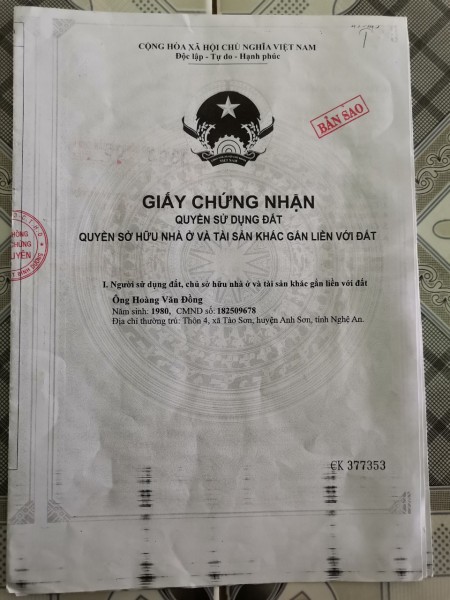 CỘNG HÒA XÃ HỘI CHỦ NGHĨA VIỆT NAM
Độc lập - Tự do - Hạnh phúc
BẢN SAO
VIỆT NAM
GIẤY CHỨNG NHẬN
QUYỀN SỬ DỤNG ĐẤT
QUYỀN SỞ HỮU NHÀ Ở VÀ TÀI SẢN KHÁC GẮN LIỀN VỚI ĐẤT
I. Người sử dụng đất, chủ sở hữu nhà ở và tài sản khác gắn liền với đất
Ông Hoàng Văn Đồng
Năm sinh: 1980, CMND số: 182509678
Địa chỉ thường trú: Thôn 4, xã Tào Sơn, huyện Anh Sơn, tỉnh Nghệ An.
CK 377353